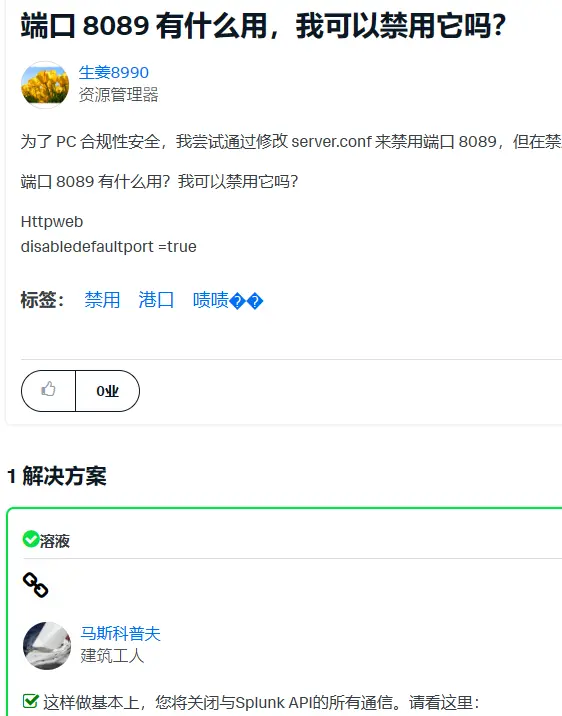 端口 8089 有什么用，我可以禁用它吗？
生姜8990
资源管理器
为了 PC 合规性安全，我尝试通过修改 server.conf 来禁用端口 8089，但在禁
端口 8089 有什么用？我可以禁用它吗？
Httpweb
disabledefaultport =true
标签： 禁用 港口 啧啧��
0业
1 解决方案
溶液
马斯科普夫
建筑工人
这样做基本上，您将关闭与Splunk API的所有通信。请看这里：